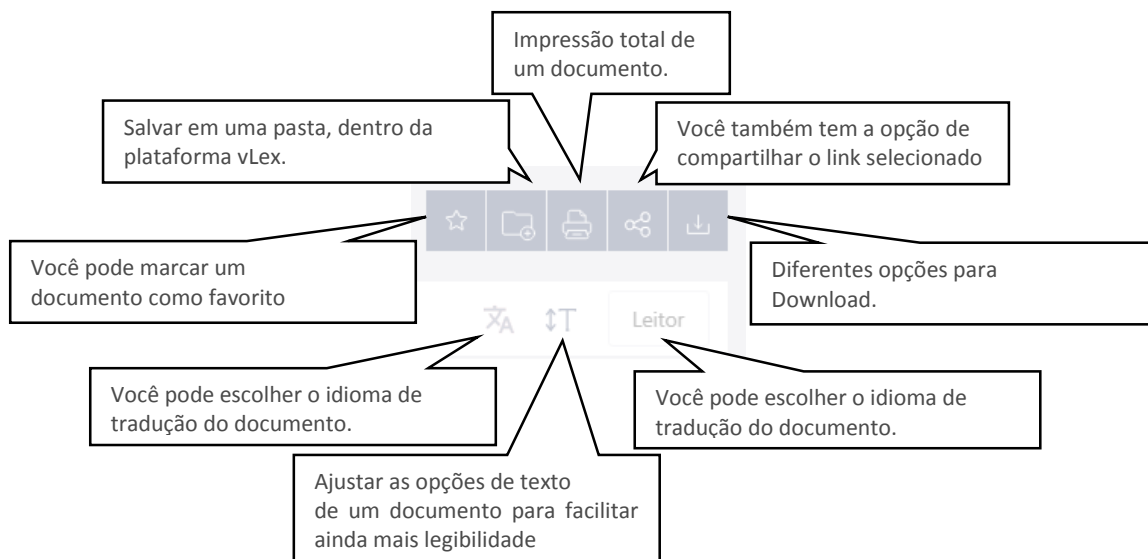 Impressão total de
um documento.
Salvar em uma pasta, dentro da
plataforma vLex.
Você também tem a opção de
compartilhar o link selecionado
Você pode marcar um
documento como favorito
Diferentes opções para
Download.
Leitor
Você pode escolher o idioma de
tradução do documento.
Você pode escolher o idioma de
tradução do documento.
Ajustar as opções de texto
de um documento para facilitar
ainda mais legibilidade